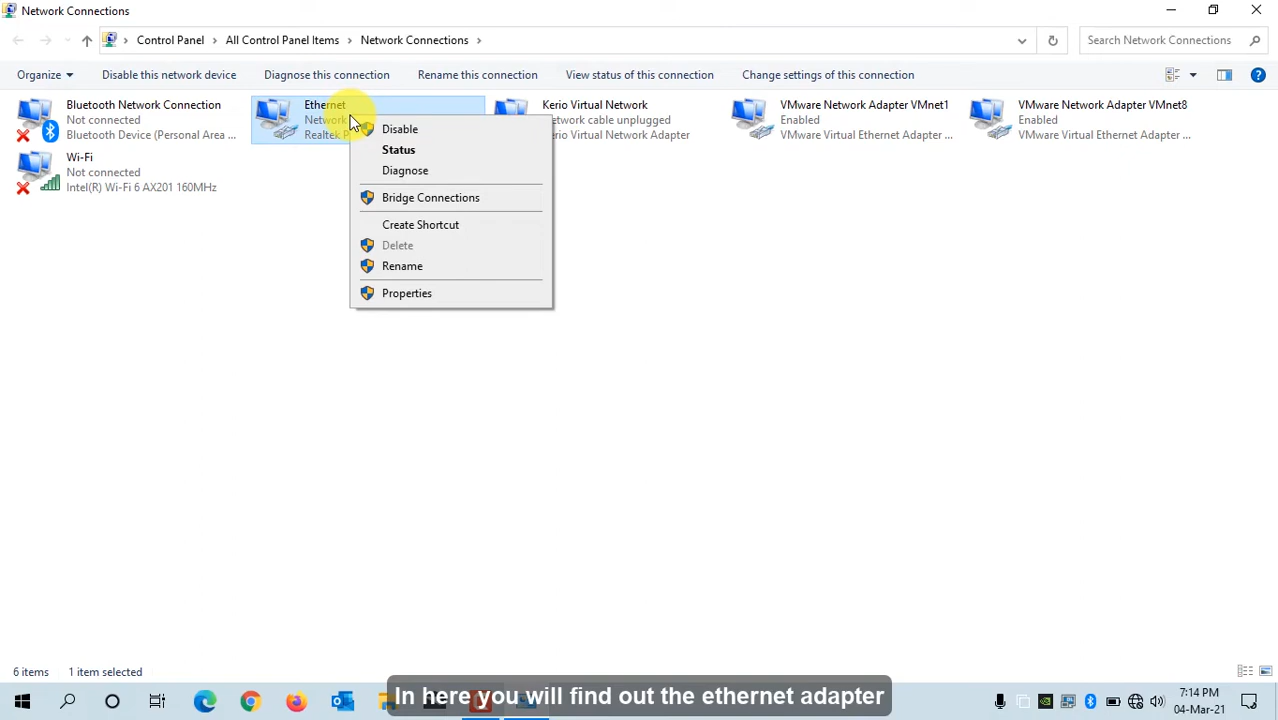 Network Connections
Control Panel
All Control Panel Items
Network Connections
Search Network Connections
Organize
Disable this network device
Diagnose this connection
Rename this connection
View status of this connection
Change settings of this connection
Bluetooth Network Connection
Not connected
Bluetooth Device (Personal Area ...
Ethernet
Network
Realtek P
Kerio Virtual Network
Network cable unplugged
Kerio Virtual Network Adapter
VMware Network Adapter VMnet1
Enabled
VMware Virtual Ethernet Adapter ...
VMware Network Adapter VMnet8
Enabled
VMware Virtual Ethernet Adapter ...
Wi-Fi
Not connected
Intel(R) Wi-Fi 6 AX201 160MHz
Disable
Status
Diagnose
Bridge Connections
Create Shortcut
Delete
Rename
Properties
6 items
1 item selected
In here you will find out the ethernet adapter
7:14 PM
04-Mar-21